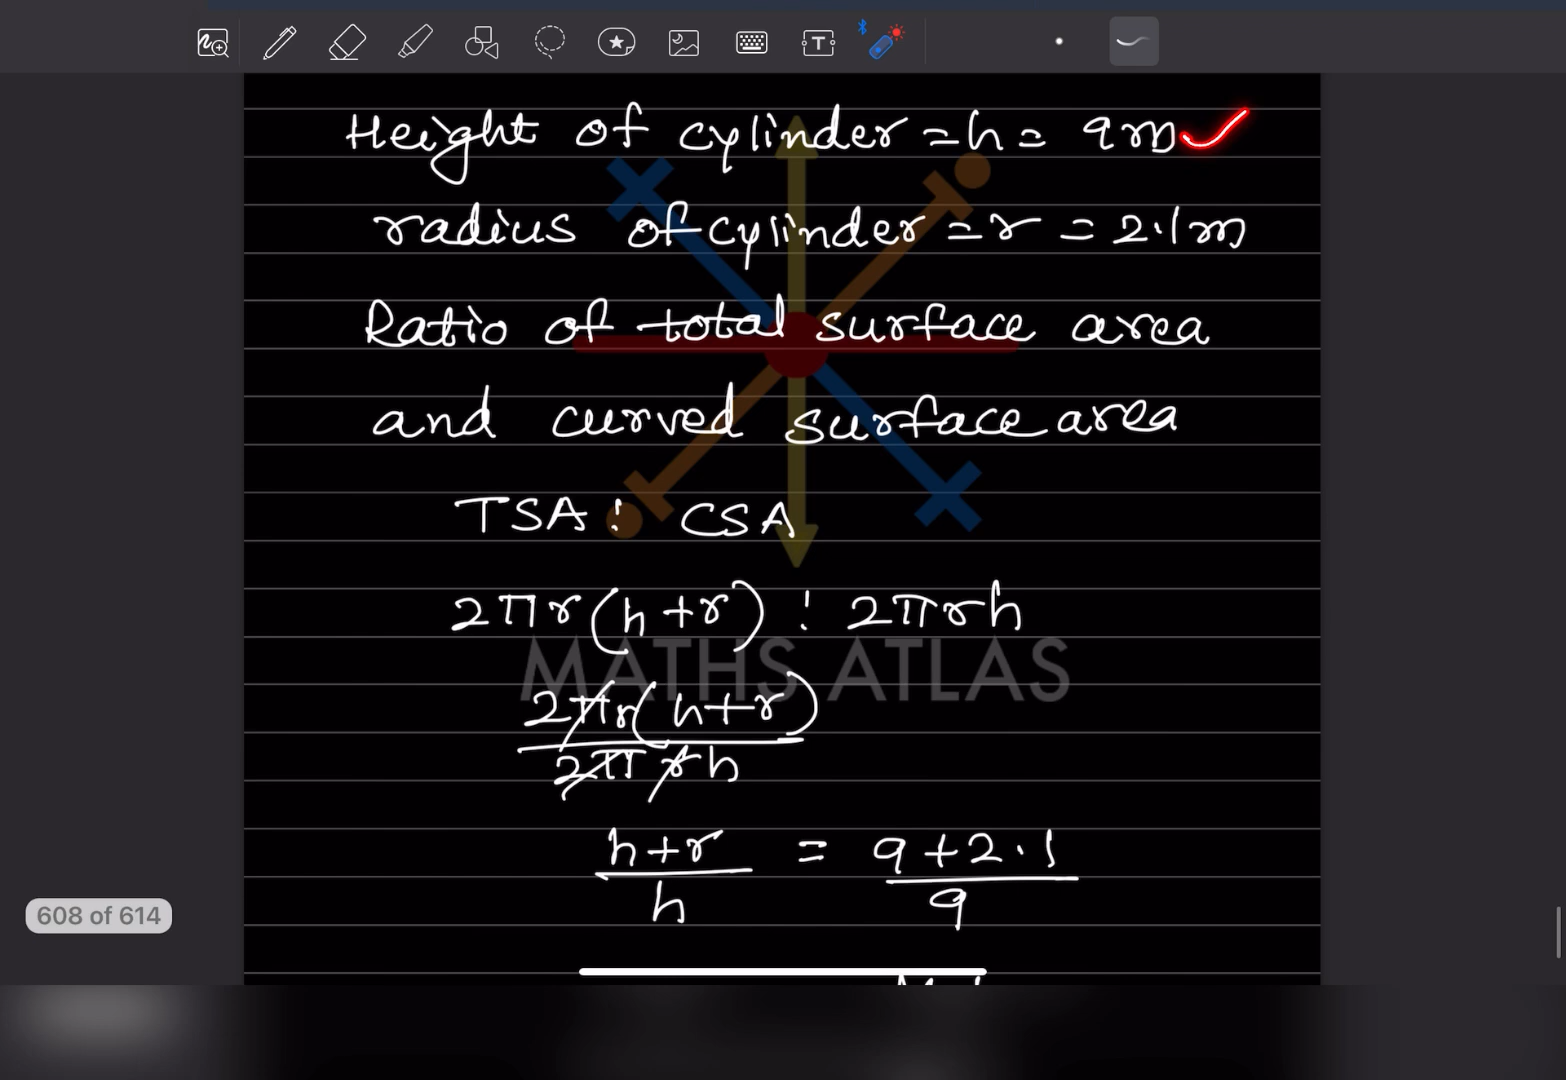 Height of cylinder = h = 9m
radius of cylinder = r = 2.1m
Ratio of total surface area
and curved surface area
TSA : CSA
2πr(h+r) : 2πrh
MATHS ATLAS
2πr(h+r)
2πrh
h+r = 9+2.1
h 9
608 of 614